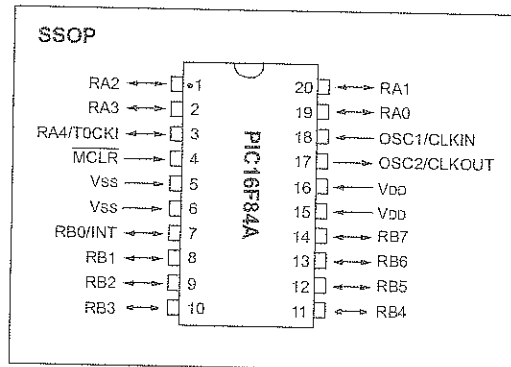 SSOP
RA2 1 20 RA1
RA3 2 19 RA0
RA4/T0CKI 3 18 OSC1/CLKIN
MCLR 4 17 OSC2/CLKOUT
VSS 5 16 VDD
VSS 6 15 VDD
RB0/INT 7 14 RB7
RB1 8 13 RB6
RB2 9 12 RB5
RB3 10 11 RB4
PIC16F84A